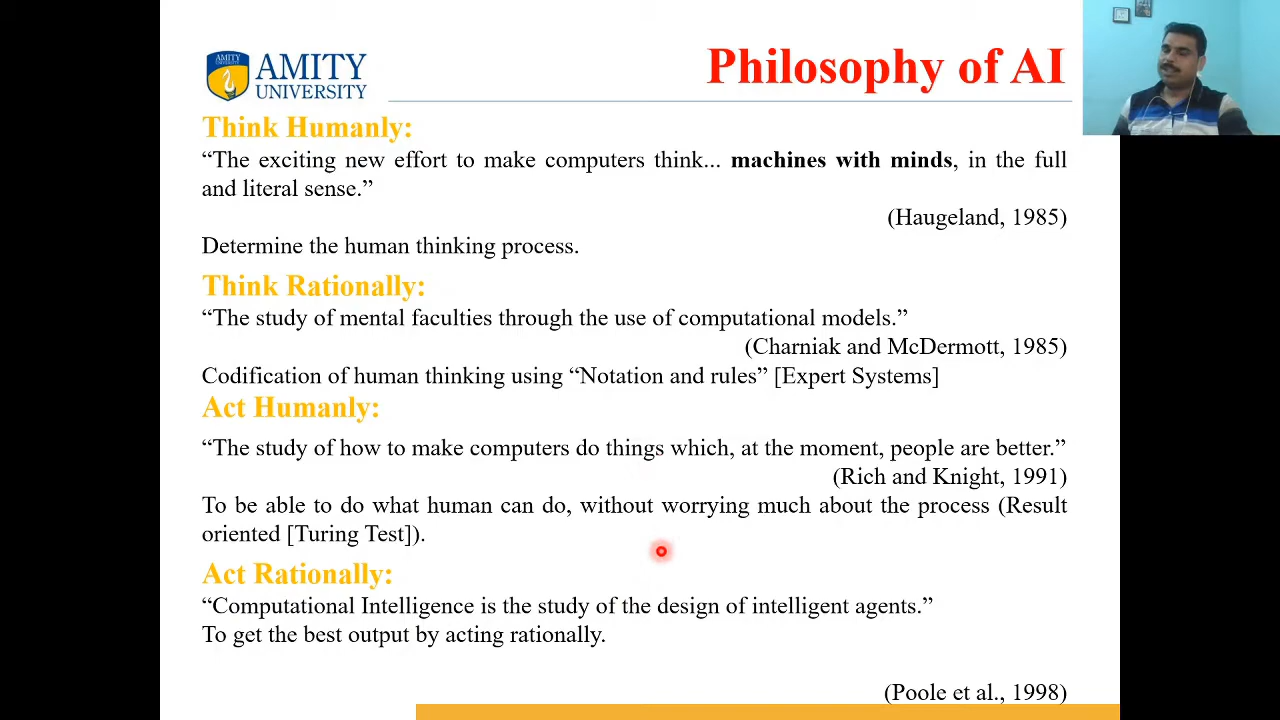 AMITY
AMITY
UNIVERSITY
Philosophy of AI
Think Humanly:
“The exciting new effort to make computers think... machines with minds, in the full
and literal sense.”
(Haugeland, 1985)
Determine the human thinking process.
Think Rationally:
“The study of mental faculties through the use of computational models.”
(Charniak and McDermott, 1985)
Codification of human thinking using “Notation and rules” [Expert Systems]
Act Humanly:
“The study of how to make computers do things which, at the moment, people are better.”
(Rich and Knight, 1991)
To be able to do what human can do, without worrying much about the process (Result
oriented [Turing Test]).
Act Rationally:
“Computational Intelligence is the study of the design of intelligent agents.”
To get the best output by acting rationally.
(Poole et al., 1998)